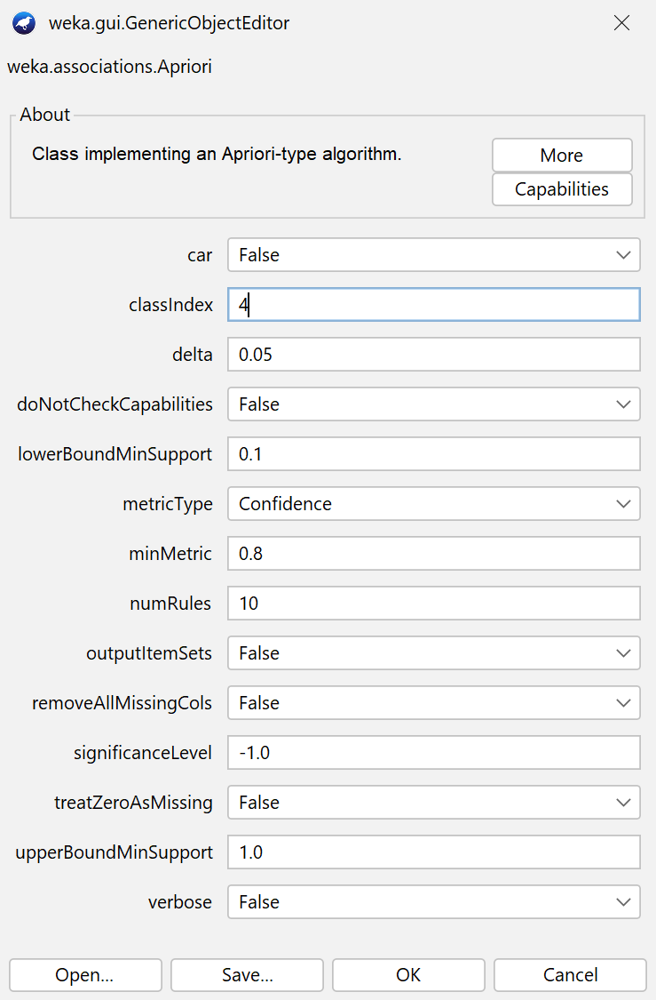 weka.gui.GenericObjectEditor
weka.associations.Apriori
About
Class implementing an Apriori-type algorithm.
More
Capabilities
car False
classIndex 4
delta 0.05
doNotCheckCapabilities False
lowerBoundMinSupport 0.1
metricType Confidence
minMetric 0.8
numRules 10
outputItemSets False
removeAllMissingCols False
significanceLevel -1.0
treatZeroAsMissing False
upperBoundMinSupport 1.0
verbose False
Open... Save... OK Cancel